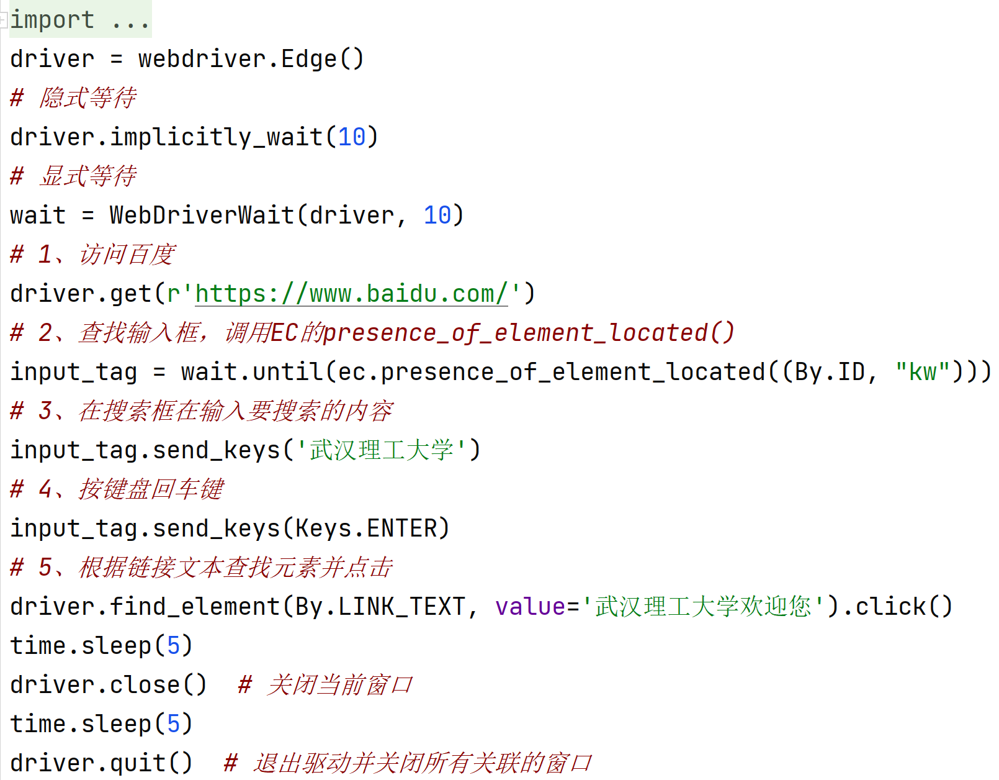 import ...
driver = webdriver.Edge()
# 隐式等待
driver.implicitly_wait(10)
# 显式等待
wait = WebDriverWait(driver, 10)
# 1、访问百度
driver.get(r'https://www.baidu.com/')
# 2、查找输入框，调用EC的presence_of_element_located()
input_tag = wait.until(ec.presence_of_element_located((By.ID, "kw")))
# 3、在搜索框在输入要搜索的内容
input_tag.send_keys('武汉理工大学')
# 4、按键盘回车键
input_tag.send_keys(Keys.ENTER)
# 5、根据链接文本查找元素并点击
driver.find_element(By.LINK_TEXT, value='武汉理工大学欢迎您').click()
time.sleep(5)
driver.close()  # 关闭当前窗口
time.sleep(5)
driver.quit()  # 退出驱动并关闭所有关联的窗口